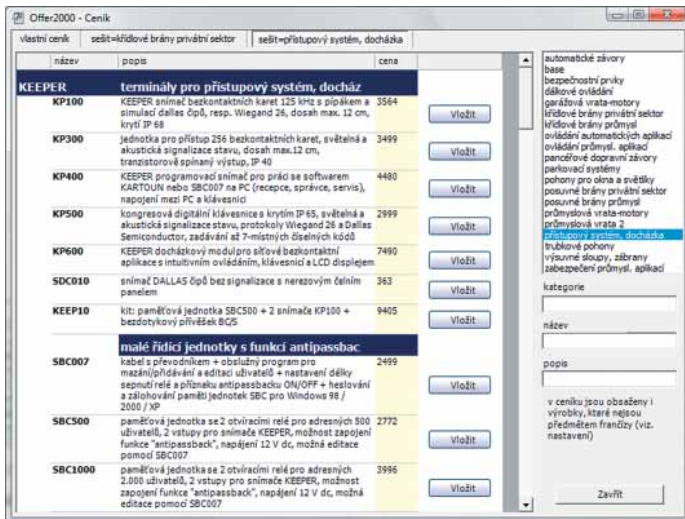 Offer2000 - Ceník
vlastní ceník
sešit=křídlové brány privátní sektor
sešit=přístupový systém, docházka
název
popis
cena
KEEPER
terminály pro přístupový systém, docház
KP100
KEEPER snímač bezkontaktních karet 125 kHz s pípákem a
simulací dallas čipů, resp. Wiegand 26, dosah max. 12 cm,
krytí IP 68
3564
Vložit
KP300
jednotka pro přístup 256 bezkontaktních karet, světelná a
akustická signalizace stavu, dosah max.12 cm,
tranzistorově spínaný výstup, IP 40
3499
Vložit
KP400
KEEPER programovací snímač pro práci se softwarem
KARTOUN nebo SBC007 na PC (recepce, správce, servis),
napojení mezi PC a klávesnici
4480
Vložit
KP500
kongresová digitální klávesnice s krytím IP 65, světelná a
akustická signalizace stavu, protokoly Wiegand 26 a Dallas
Semiconductor, zadávání až 7-místných číselných kódů
2999
Vložit
KP600
KEEPER docházkový modul pro síťové bezkontaktní
aplikace s intuitivním ovládáním, klávesnicí a LCD displejem
7490
Vložit
SDC010
snímač DALLAS čipů bez signalizace s nerezovým čelním
panelem
363
Vložit
KEEP10
kit: paměťová jednotka SBC500 + 2 snímače KP100 +
bezdotykový přívěšek BC/S
9405
Vložit
malé řídící jednotky s funkcí antipassbac
SBC007
kabel s převodníkem + obslužný program pro
mazání/přidávání a editaci uživatelů + nastavení délky
sepnutí relé a příznaku antipassbacku ON/OFF + heslování
a zálohování paměti jednotek SBC pro Windows 98 /
2000 / XP
2499
Vložit
SBC500
paměťová jednotka se 2 otvíracími relé pro adresných 500
uživatelů, 2 vstupy pro snímače KEEPER, možnost zapojení
funkce "antipassback", napájení 12 V dc, možná editace
pomocí SBC007
2772
Vložit
SBC1000
paměťová jednotka se 2 otvíracími relé pro adresných
2.000 uživatelů, 2 vstupy pro snímače KEEPER, možnost
zapojení funkce "antipassback", napájení 12 V dc, možná
editace pomocí SBC007
3996
Vložit
automatické závory
base
bezpečnostní prvky
dálkové ovládání
garážová vrata-motory
křídlové brány privátní sektor
křídlové brány průmysl
ovládání automatických aplikací
ovládání průmysl. aplikací
pancéřové dopravní závory
parkovací systémy
pohony pro okna a světlíky
posuvné brány privátní sektor
posuvné brány průmysl
průmyslová vrata-motory
průmyslová vrata 2
přístupový systém, docházka
trubkové pohony
výsuvné sloupy, zábrany
zabezpečení průmysl. aplikací
kategorie
název
popis
v ceníku jsou obsaženy i
výrobky, které nejsou
předmětem franšízy (viz.
nastavení)
Zavřít